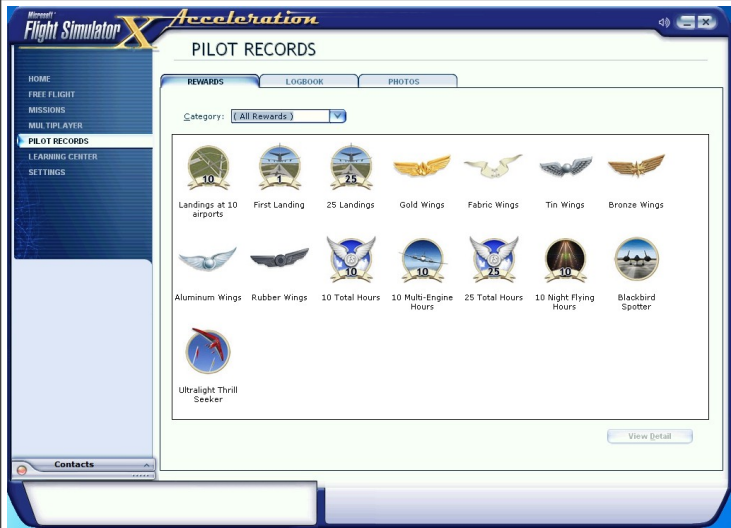 Microsoft
Flight Simulator X
Acceleration
PILOT RECORDS
HOME
FREE FLIGHT
MISSIONS
MULTIPLAYER
PILOT RECORDS
LEARNING CENTER
SETTINGS
REWARDS LOGBOOK PHOTOS
Category: ( All Rewards )
10 1 25
Landings at 10 First Landing 25 Landings Gold Wings Fabric Wings Tin Wings Bronze Wings
airports
10 10 25 10
Aluminum Wings Rubber Wings 10 Total Hours 10 Multi-Engine 25 Total Hours 10 Night Flying Blackbird
Hours Hours Spotter
Ultralight Thrill
Seeker
View Detail
Contacts